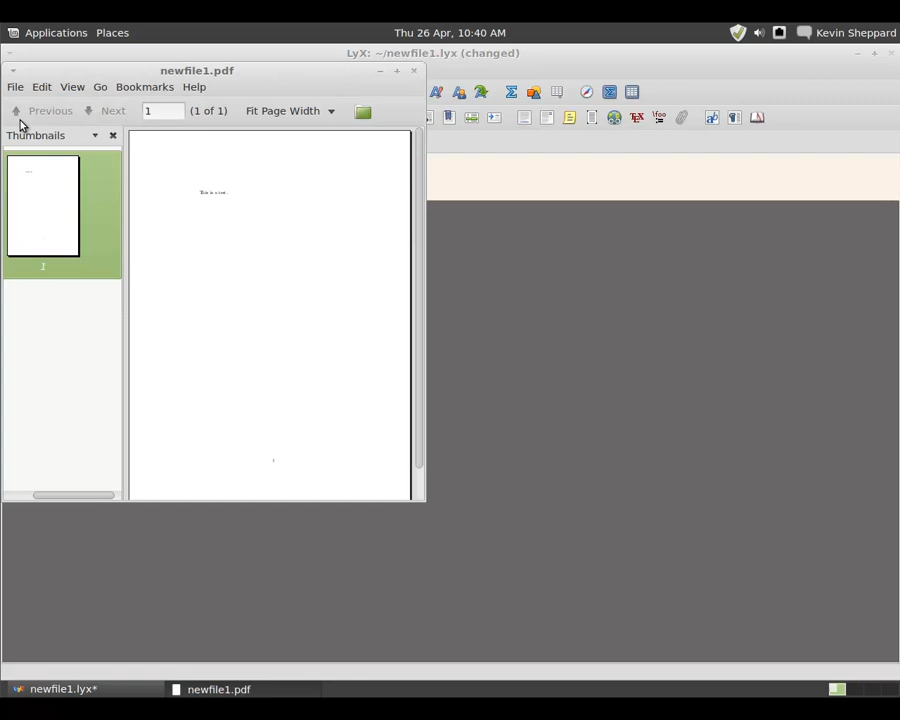 Applications Places Thu 26 Apr, 10:40 AM Kevin Sheppard
LyX: ~/newfile1.lyx (changed)
newfile1.pdf
File Edit View Go Bookmarks Help
Previous Next 1 (1 of 1) Fit Page Width
Thumbnails
This is a test.
1
1
newfile1.lyx* newfile1.pdf